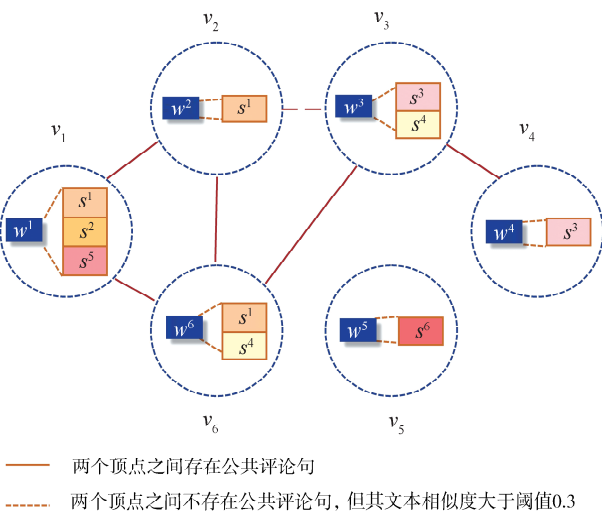 v2
v3
v1
v4
w2 s1
w3 s3
s4
w1 s1
s2
s5
w4 s3
w6 s1
s4
w5 s6
v6
v5
两个顶点之间存在公共评论句
两个顶点之问不存在公共评论句，但其文本相似度大于阈值0.3